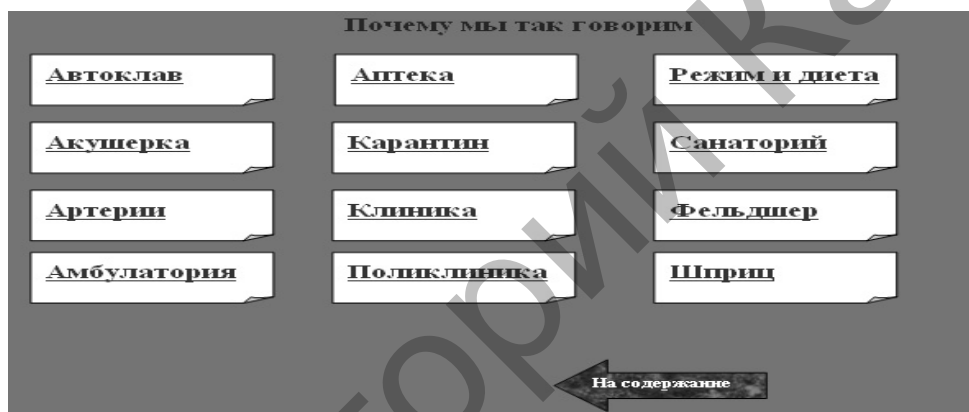 Почему мы так говорим
Автоклав Аптека Режим и диета
Акушерка Карантин Санаторий
Артерии Клиника Фельдшер
Амбулатория Поликлиника Шприц
На содержание